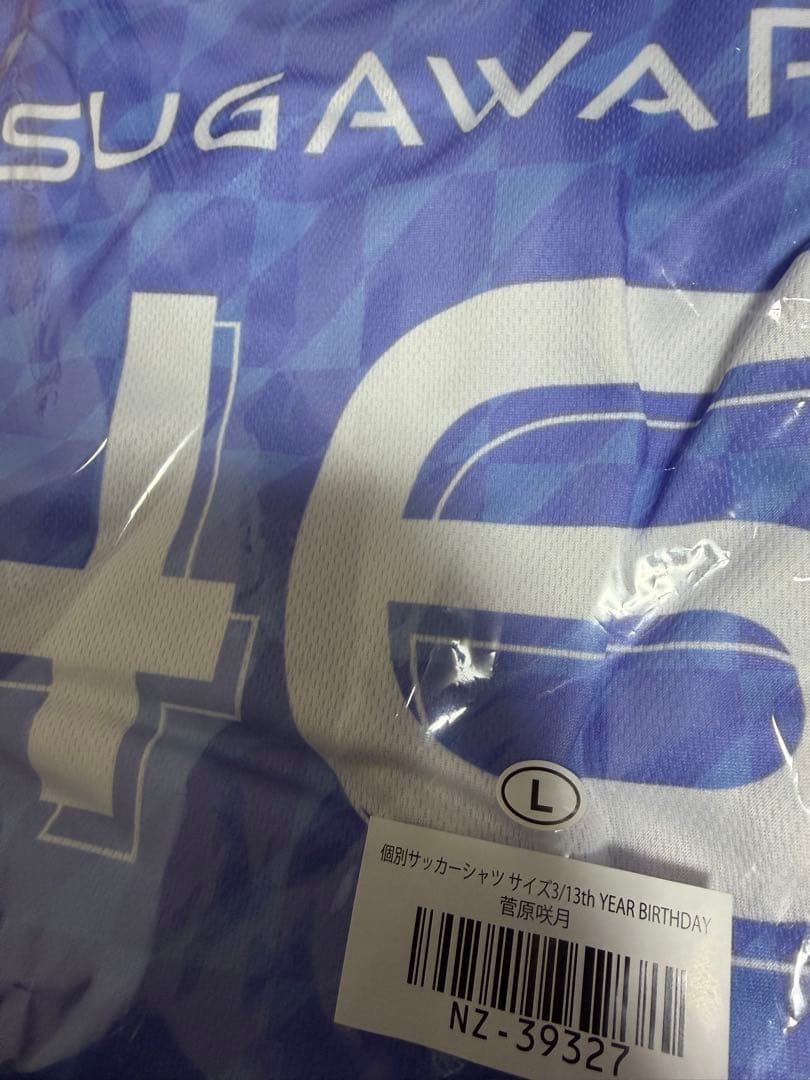 SUGAWAR
46
L
個別サッカーシャツ サイズ3/13th YEAR BIRTHDAY
菅原咲月
NZ-39327